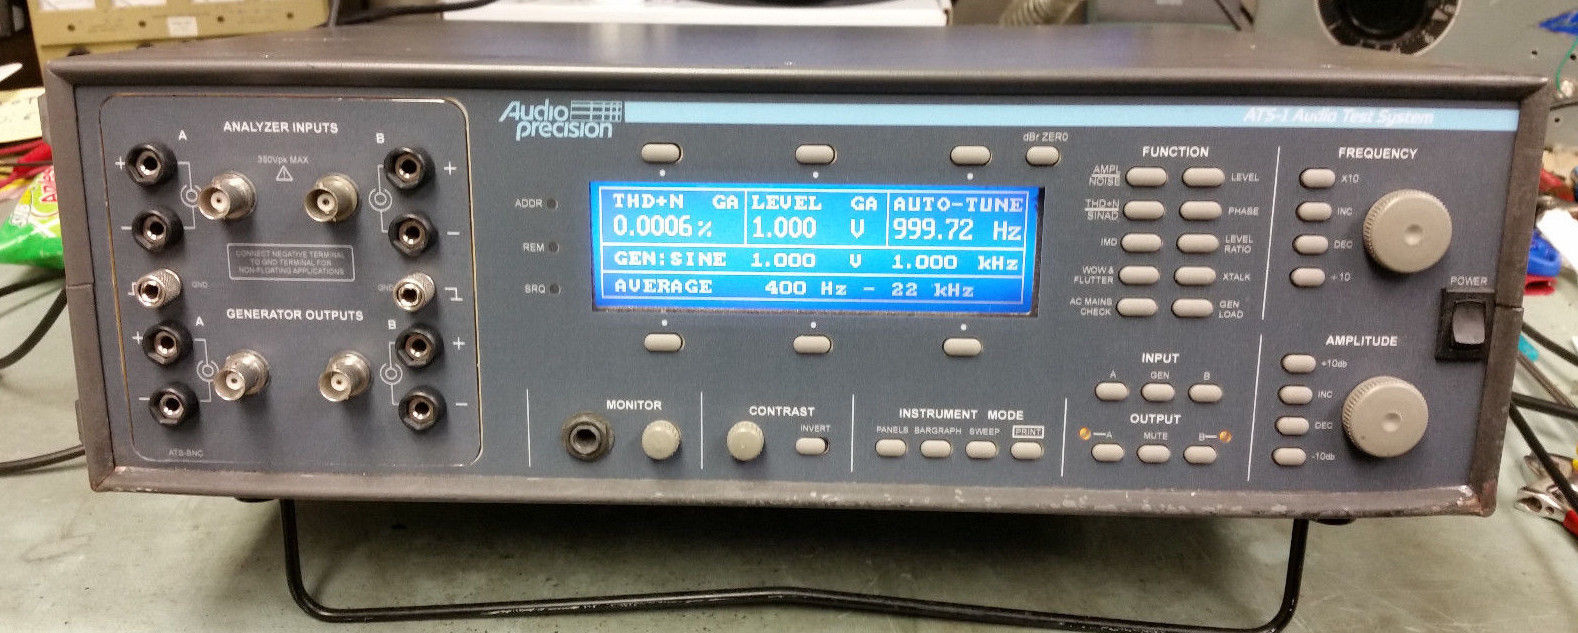 Audio
precision
ATS-1 Audio Test System
ANALYZER INPUTS
A
B
350Vpk MAX
+
+
−
−
CONNECT NEGATIVE TERMINAL
TO GND TERMINAL FOR
NON-FLOATING APPLICATIONS
GND
GND
GENERATOR OUTPUTS
A
B
+
+
−
−
ATS-BNC
ADDR
REM
SRQ
dBr ZERO
THD+N GA LEVEL GA AUTO-TUNE
0.0006% 1.000 V 999.72 Hz
GEN:SINE 1.000 V 1.000 kHz
AVERAGE 400 Hz - 22 kHz
MONITOR
CONTRAST
INVERT
INSTRUMENT MODE
PANELS BARGRAPH SWEEP PRINT
FUNCTION
AMPL
NOISE
LEVEL
THD+N
SINAD
PHASE
IMD
LEVEL
RATIO
WOW &
FLUTTER
XTALK
AC MAINS
CHECK
GEN
LOAD
INPUT
A GEN B
OUTPUT
A MUTE B
FREQUENCY
X10
INC
DEC
÷10
POWER
AMPLITUDE
+10db
INC
DEC
-10db